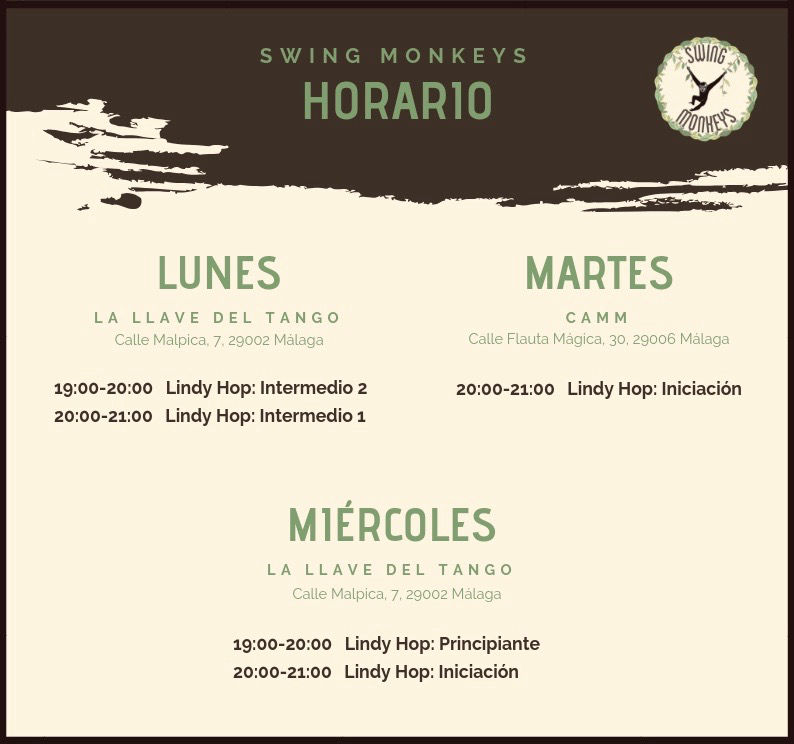 SWING MONKEYS
HORARIO
SWING
MONKEYS
LUNES
LA LLAVE DEL TANGO
Calle Malpica, 7, 29002 Málaga
19:00-20:00 Lindy Hop: Intermedio 2
20:00-21:00 Lindy Hop: Intermedio 1
MARTES
CAMM
Calle Flauta Mágica, 30, 29006 Málaga
20:00-21:00 Lindy Hop: Iniciación
MIÉRCOLES
LA LLAVE DEL TANGO
Calle Malpica, 7, 29002 Málaga
19:00-20:00 Lindy Hop: Principiante
20:00-21:00 Lindy Hop: Iniciación